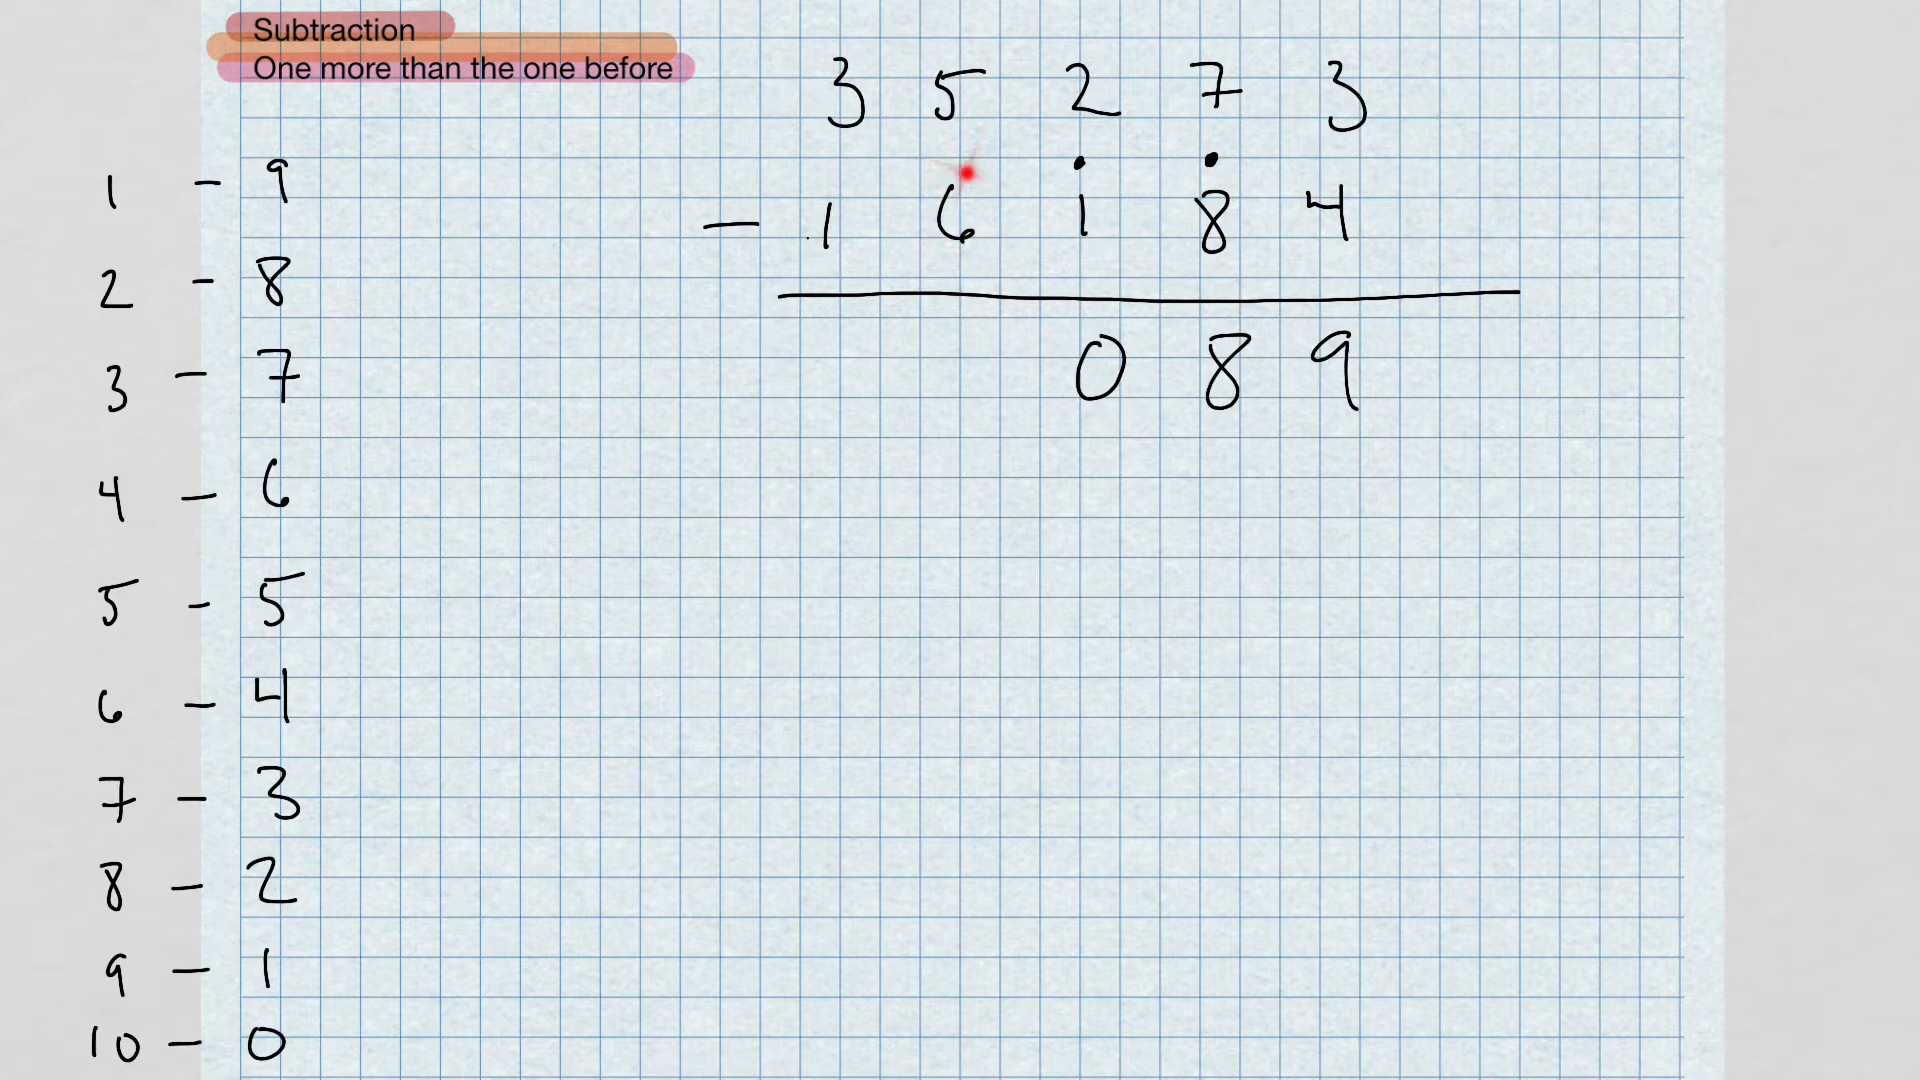 Subtraction
One more than the one before
3 5 2 7 3
− 1 6 1 8 4
0 8 9
1 - 9
2 - 8
3 - 7
4 - 6
5 - 5
6 - 4
7 - 3
8 - 2
9 - 1
10 - 0